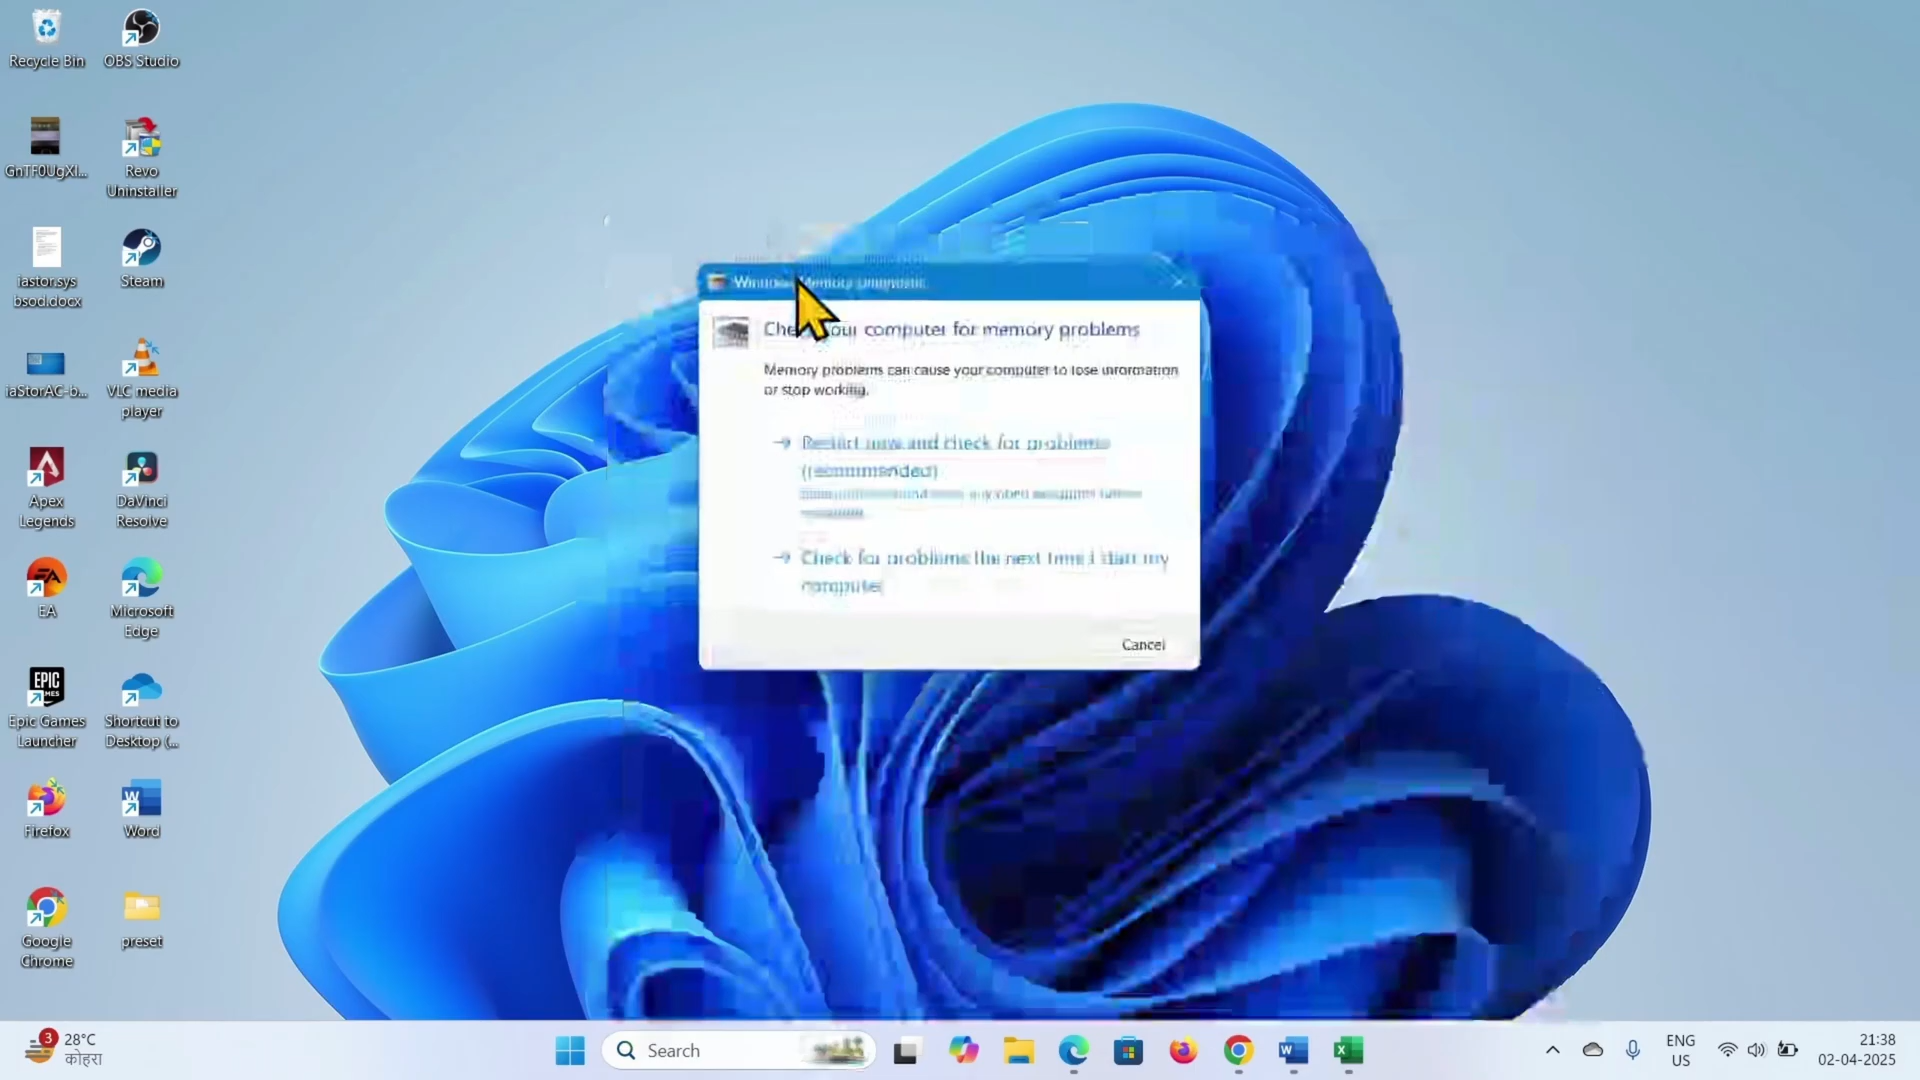 Recycle Bin
OBS Studio
GnTF0UgXl...
Revo
Uninstaller
iastor.sys
bsod.docx
Steam
iaStorAC-b...
VLC media
player
Apex
Legends
DaVinci
Resolve
EA
Microsoft
Edge
Epic Games
Launcher
Shortcut to
Desktop (...
Firefox
Word
Google
Chrome
preset
Windows Memory Diagnostic
Check your computer for memory problems
Memory problems can cause your computer to lose information
or stop working.
Restart now and check for problems
(recommended)
Check for problems the next time I start my
computer
Cancel
3
28°C
कोहरा
Search
ENG
US
21:38
02-04-2025